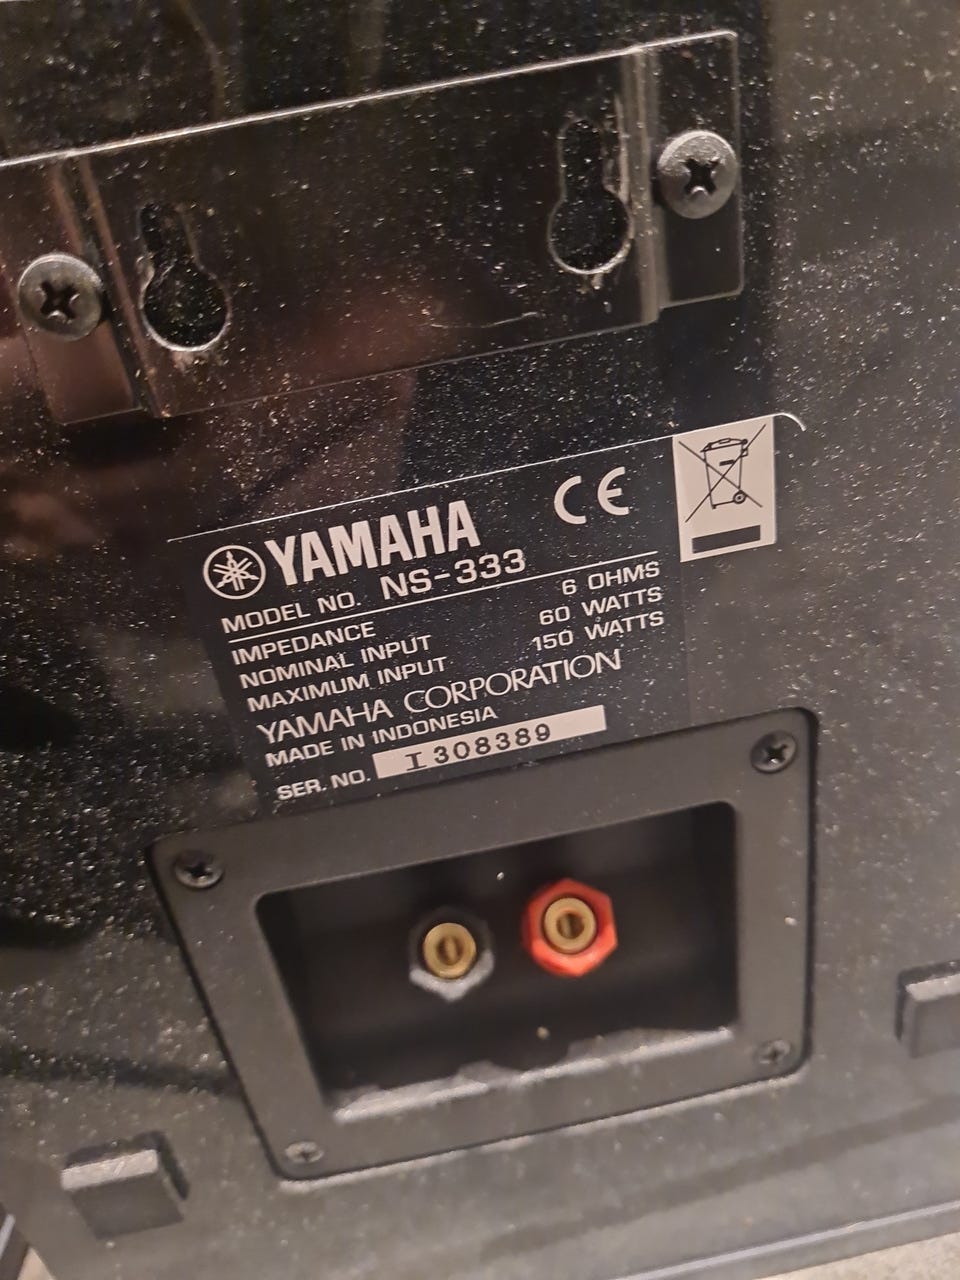 YAMAHA CE
MODEL NO. NS-333
IMPEDANCE 6 OHMS
NOMINAL INPUT 60 WATTS
MAXIMUM INPUT 150 WATTS
YAMAHA CORPORATION
MADE IN INDONESIA
SER. NO. I308389